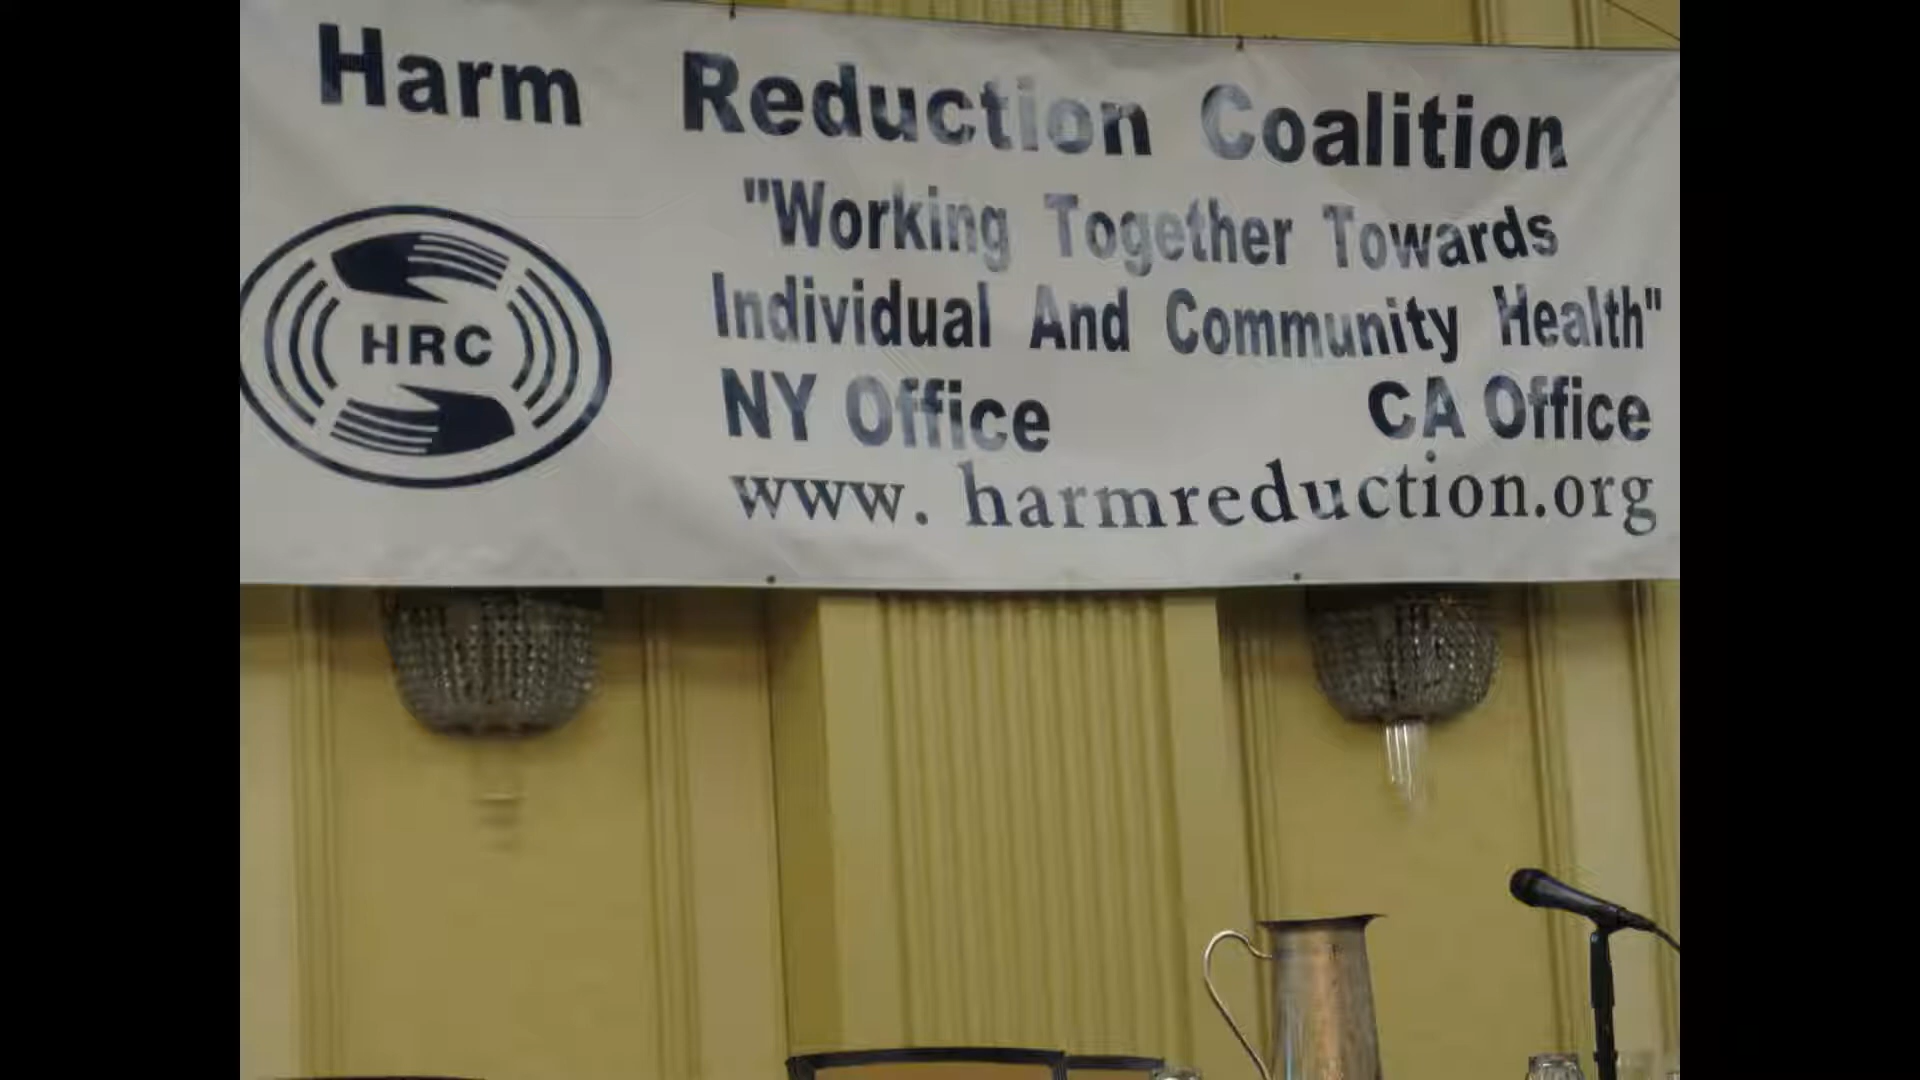 Harm Reduction Coalition
"Working Together Towards
Individual And Community Health"
NY Office CA Office
www. harmreduction.org
HRC